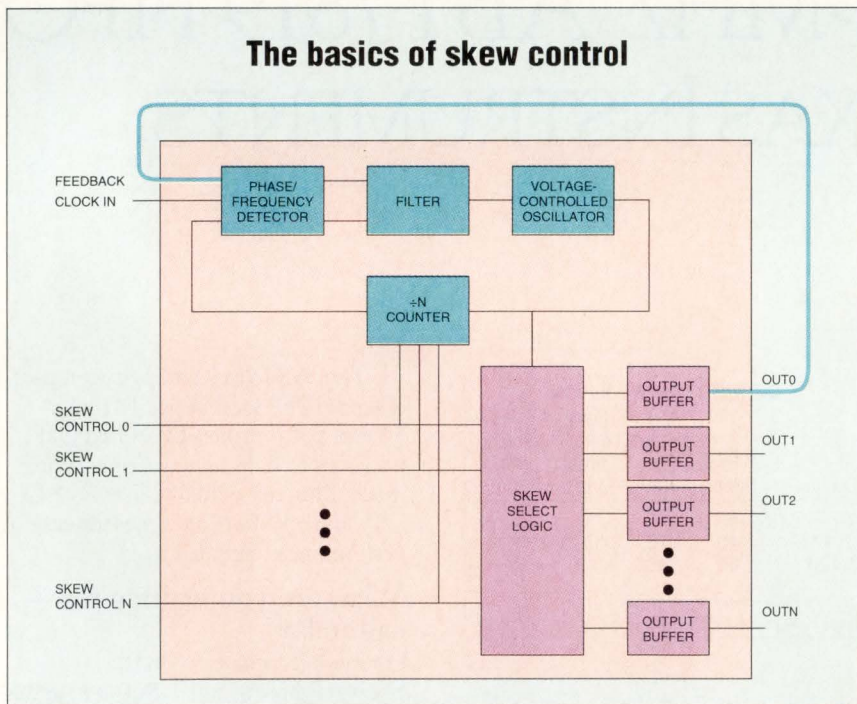 The basics of skew control
FEEDBACK
CLOCK IN
PHASE/
FREQUENCY
DETECTOR
FILTER
VOLTAGE-
CONTROLLED
OSCILLATOR
÷N
COUNTER
SKEW
CONTROL 0
SKEW
CONTROL 1
SKEW
CONTROL N
SKEW
SELECT
LOGIC
OUTPUT
BUFFER
OUT0
OUTPUT
BUFFER
OUT1
OUTPUT
BUFFER
OUT2
OUTPUT
BUFFER
OUTN